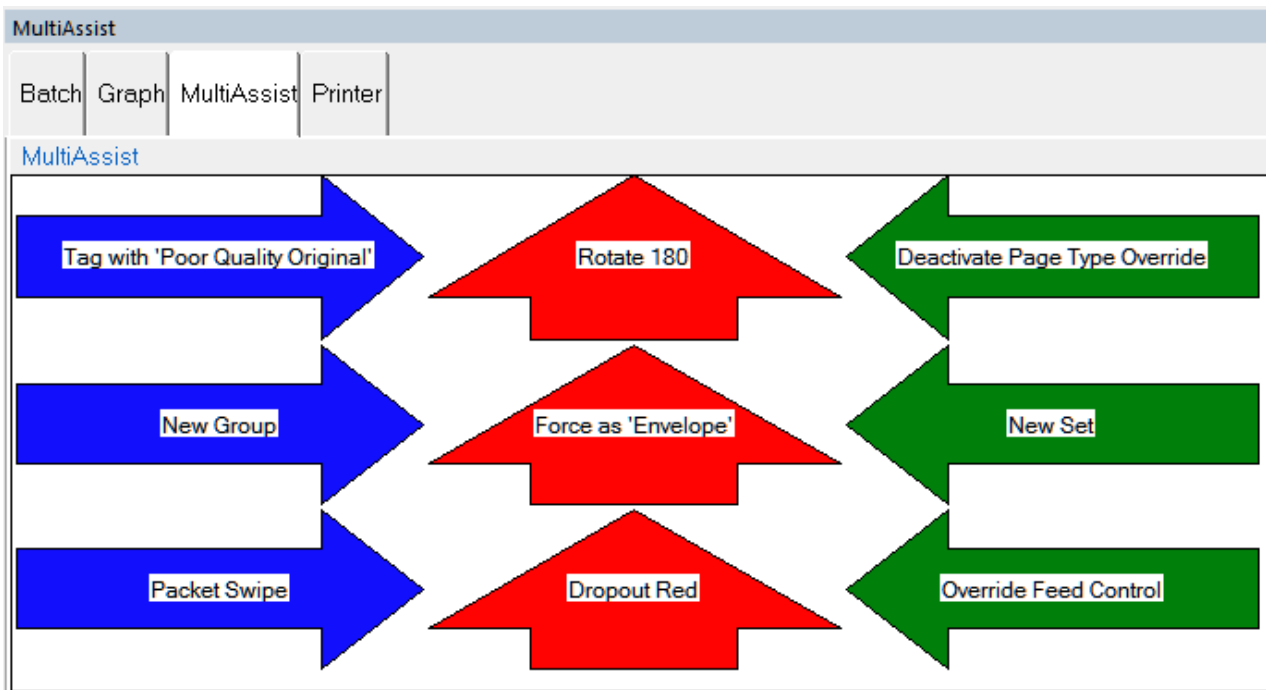 MultiAssist
Batch Graph MultiAssist Printer
MultiAssist
Tag with 'Poor Quality Original' Rotate 180 Deactivate Page Type Override
New Group Force as 'Envelope' New Set
Packet Swipe Dropout Red Override Feed Control